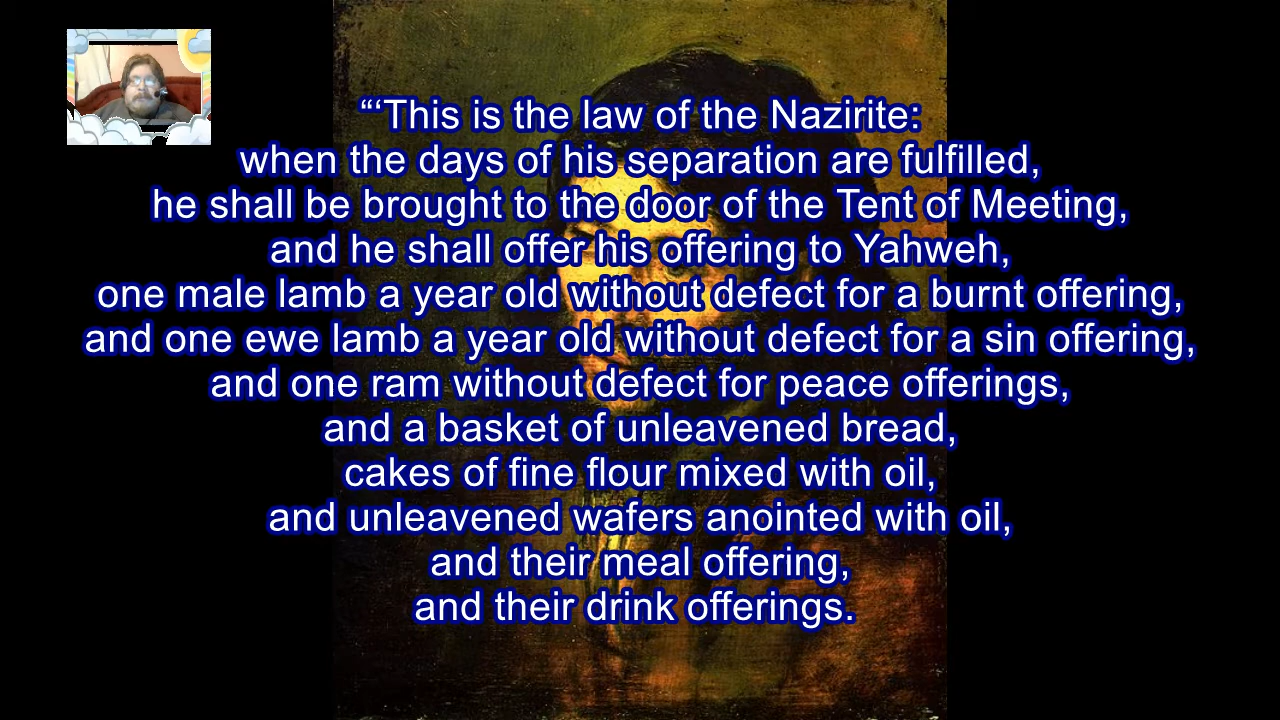 “‘This is the law of the Nazirite:
when the days of his separation are fulfilled,
he shall be brought to the door of the Tent of Meeting,
and he shall offer his offering to Yahweh,
one male lamb a year old without defect for a burnt offering,
and one ewe lamb a year old without defect for a sin offering,
and one ram without defect for peace offerings,
and a basket of unleavened bread,
cakes of fine flour mixed with oil,
and unleavened wafers anointed with oil,
and their meal offering,
and their drink offerings.